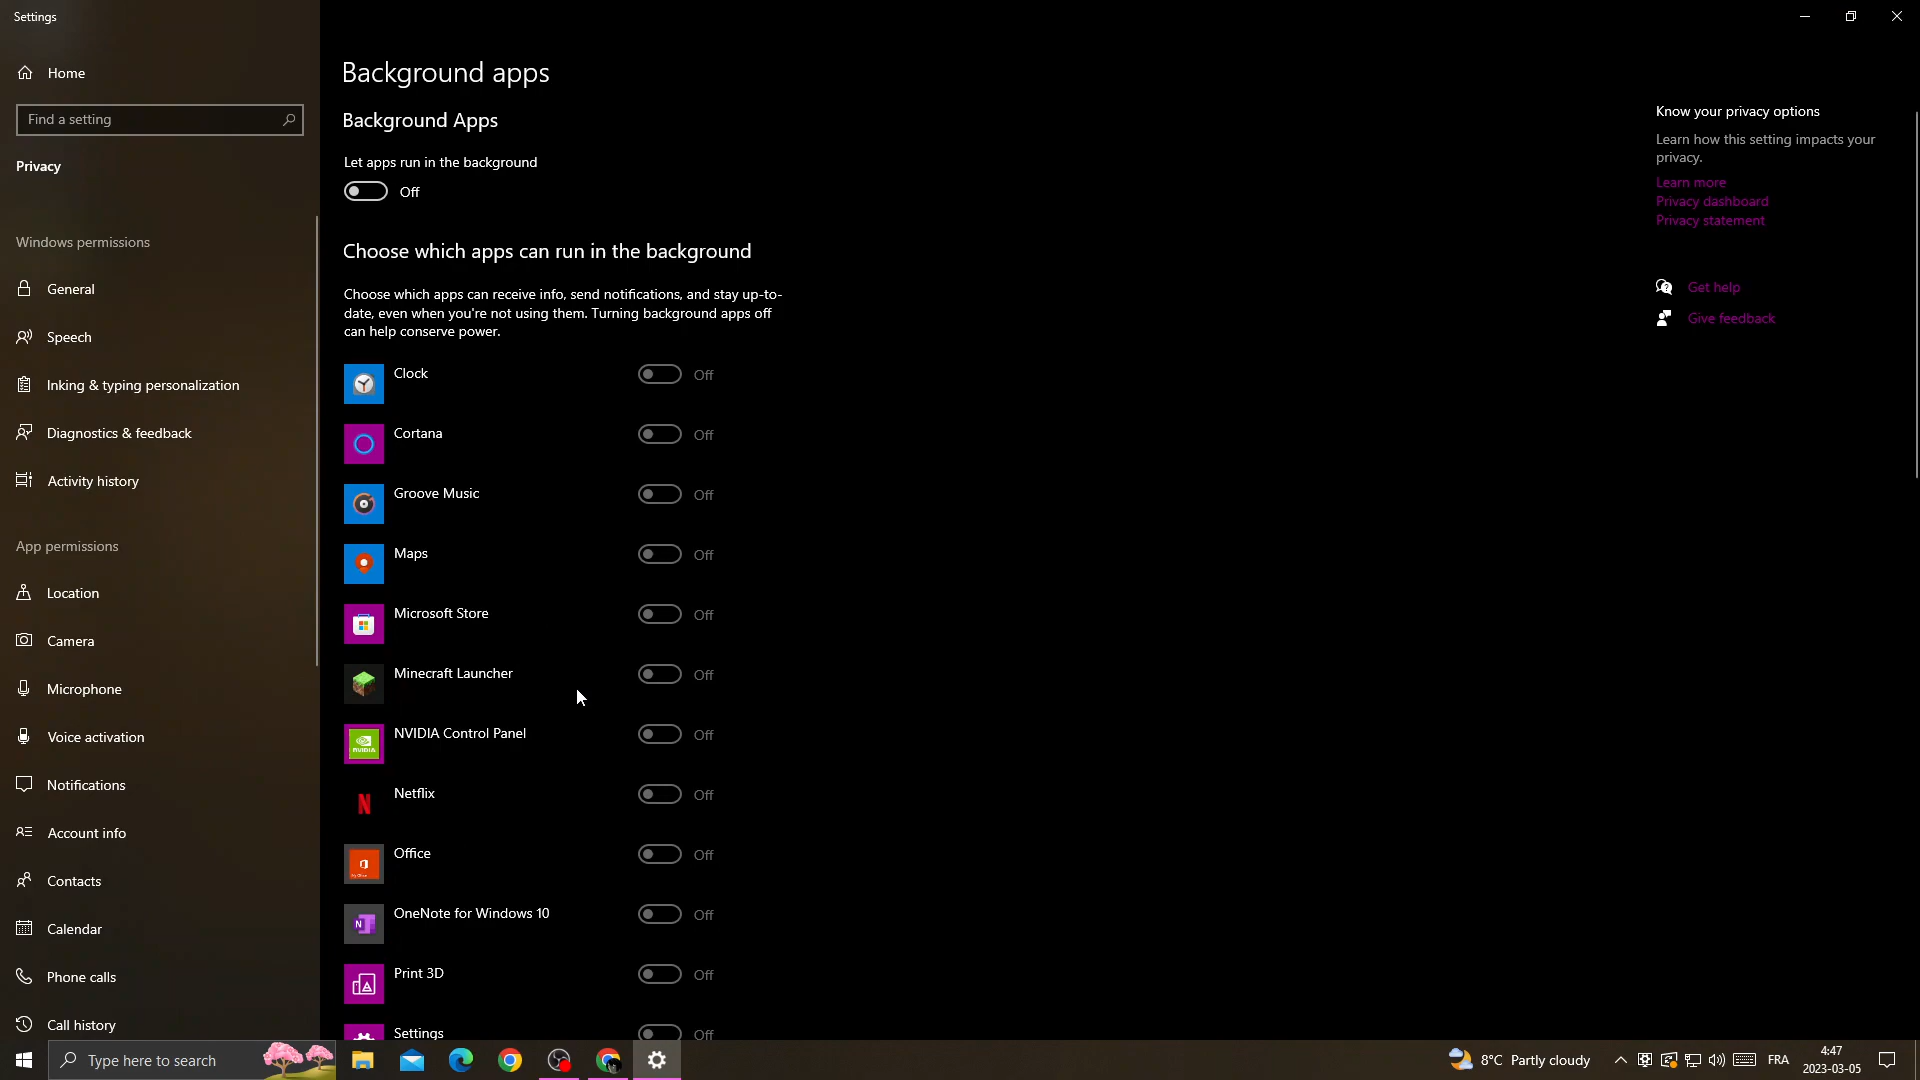 Settings
Home
Find a setting
Privacy
Windows permissions
General
Speech
Inking & typing personalization
Diagnostics & feedback
Activity history
App permissions
Location
Camera
Microphone
Voice activation
Notifications
Account info
Contacts
Calendar
Phone calls
Call history
Background apps
Background Apps
Let apps run in the background
Off
Choose which apps can run in the background
Choose which apps can receive info, send notifications, and stay up-to-
date, even when you're not using them. Turning background apps off
can help conserve power.
Clock Off
Cortana Off
Groove Music Off
Maps Off
Microsoft Store Off
Minecraft Launcher Off
NVIDIA Control Panel Off
Netflix Off
Office Off
OneNote for Windows 10 Off
Print 3D Off
Settings Off
Know your privacy options
Learn how this setting impacts your
privacy.
Learn more
Privacy dashboard
Privacy statement
Get help
Give feedback
Type here to search
8°C Partly cloudy
FRA
4:47
2023-03-05